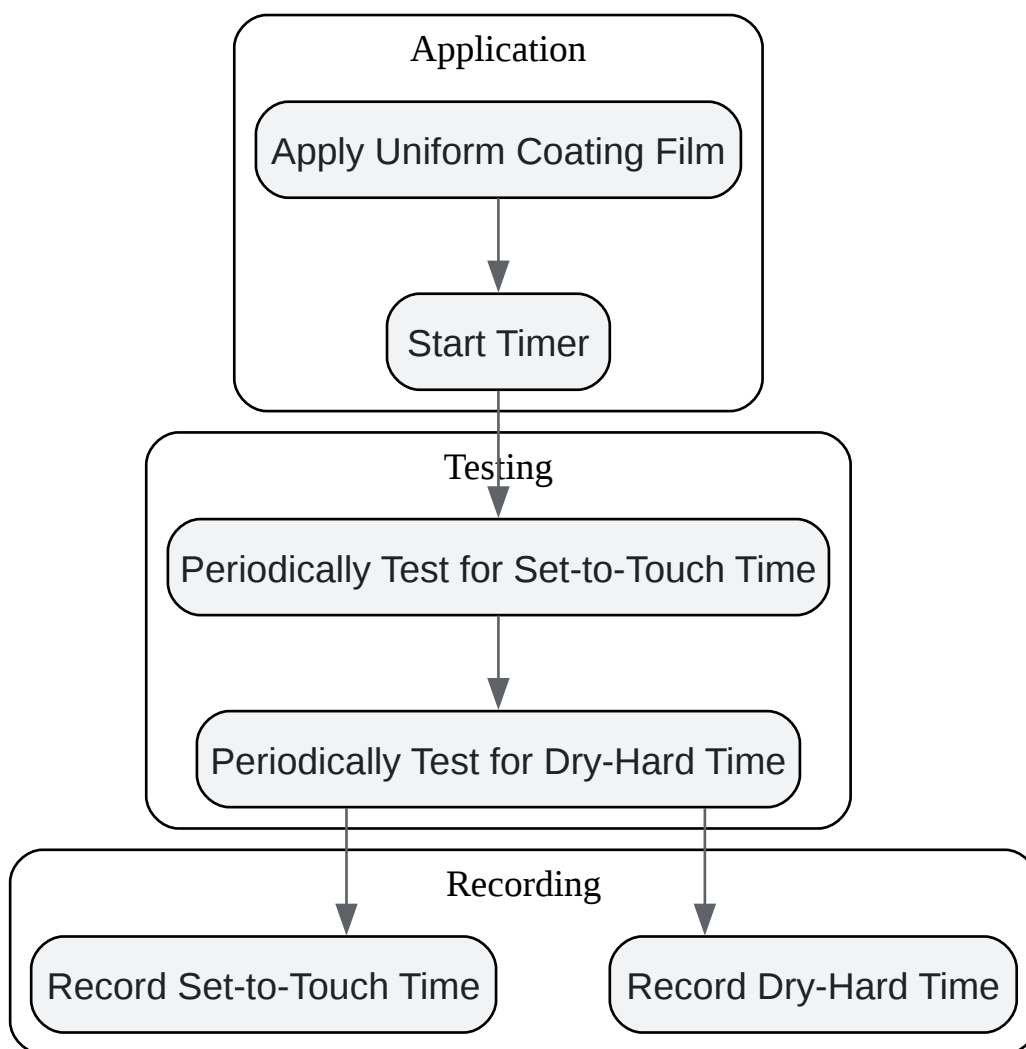 Application
Apply Uniform Coating Film
Start Timer
Testing
Periodically Test for Set-to-Touch Time
Periodically Test for Dry-Hard Time
Recording
Record Set-to-Touch Time
Record Dry-Hard Time